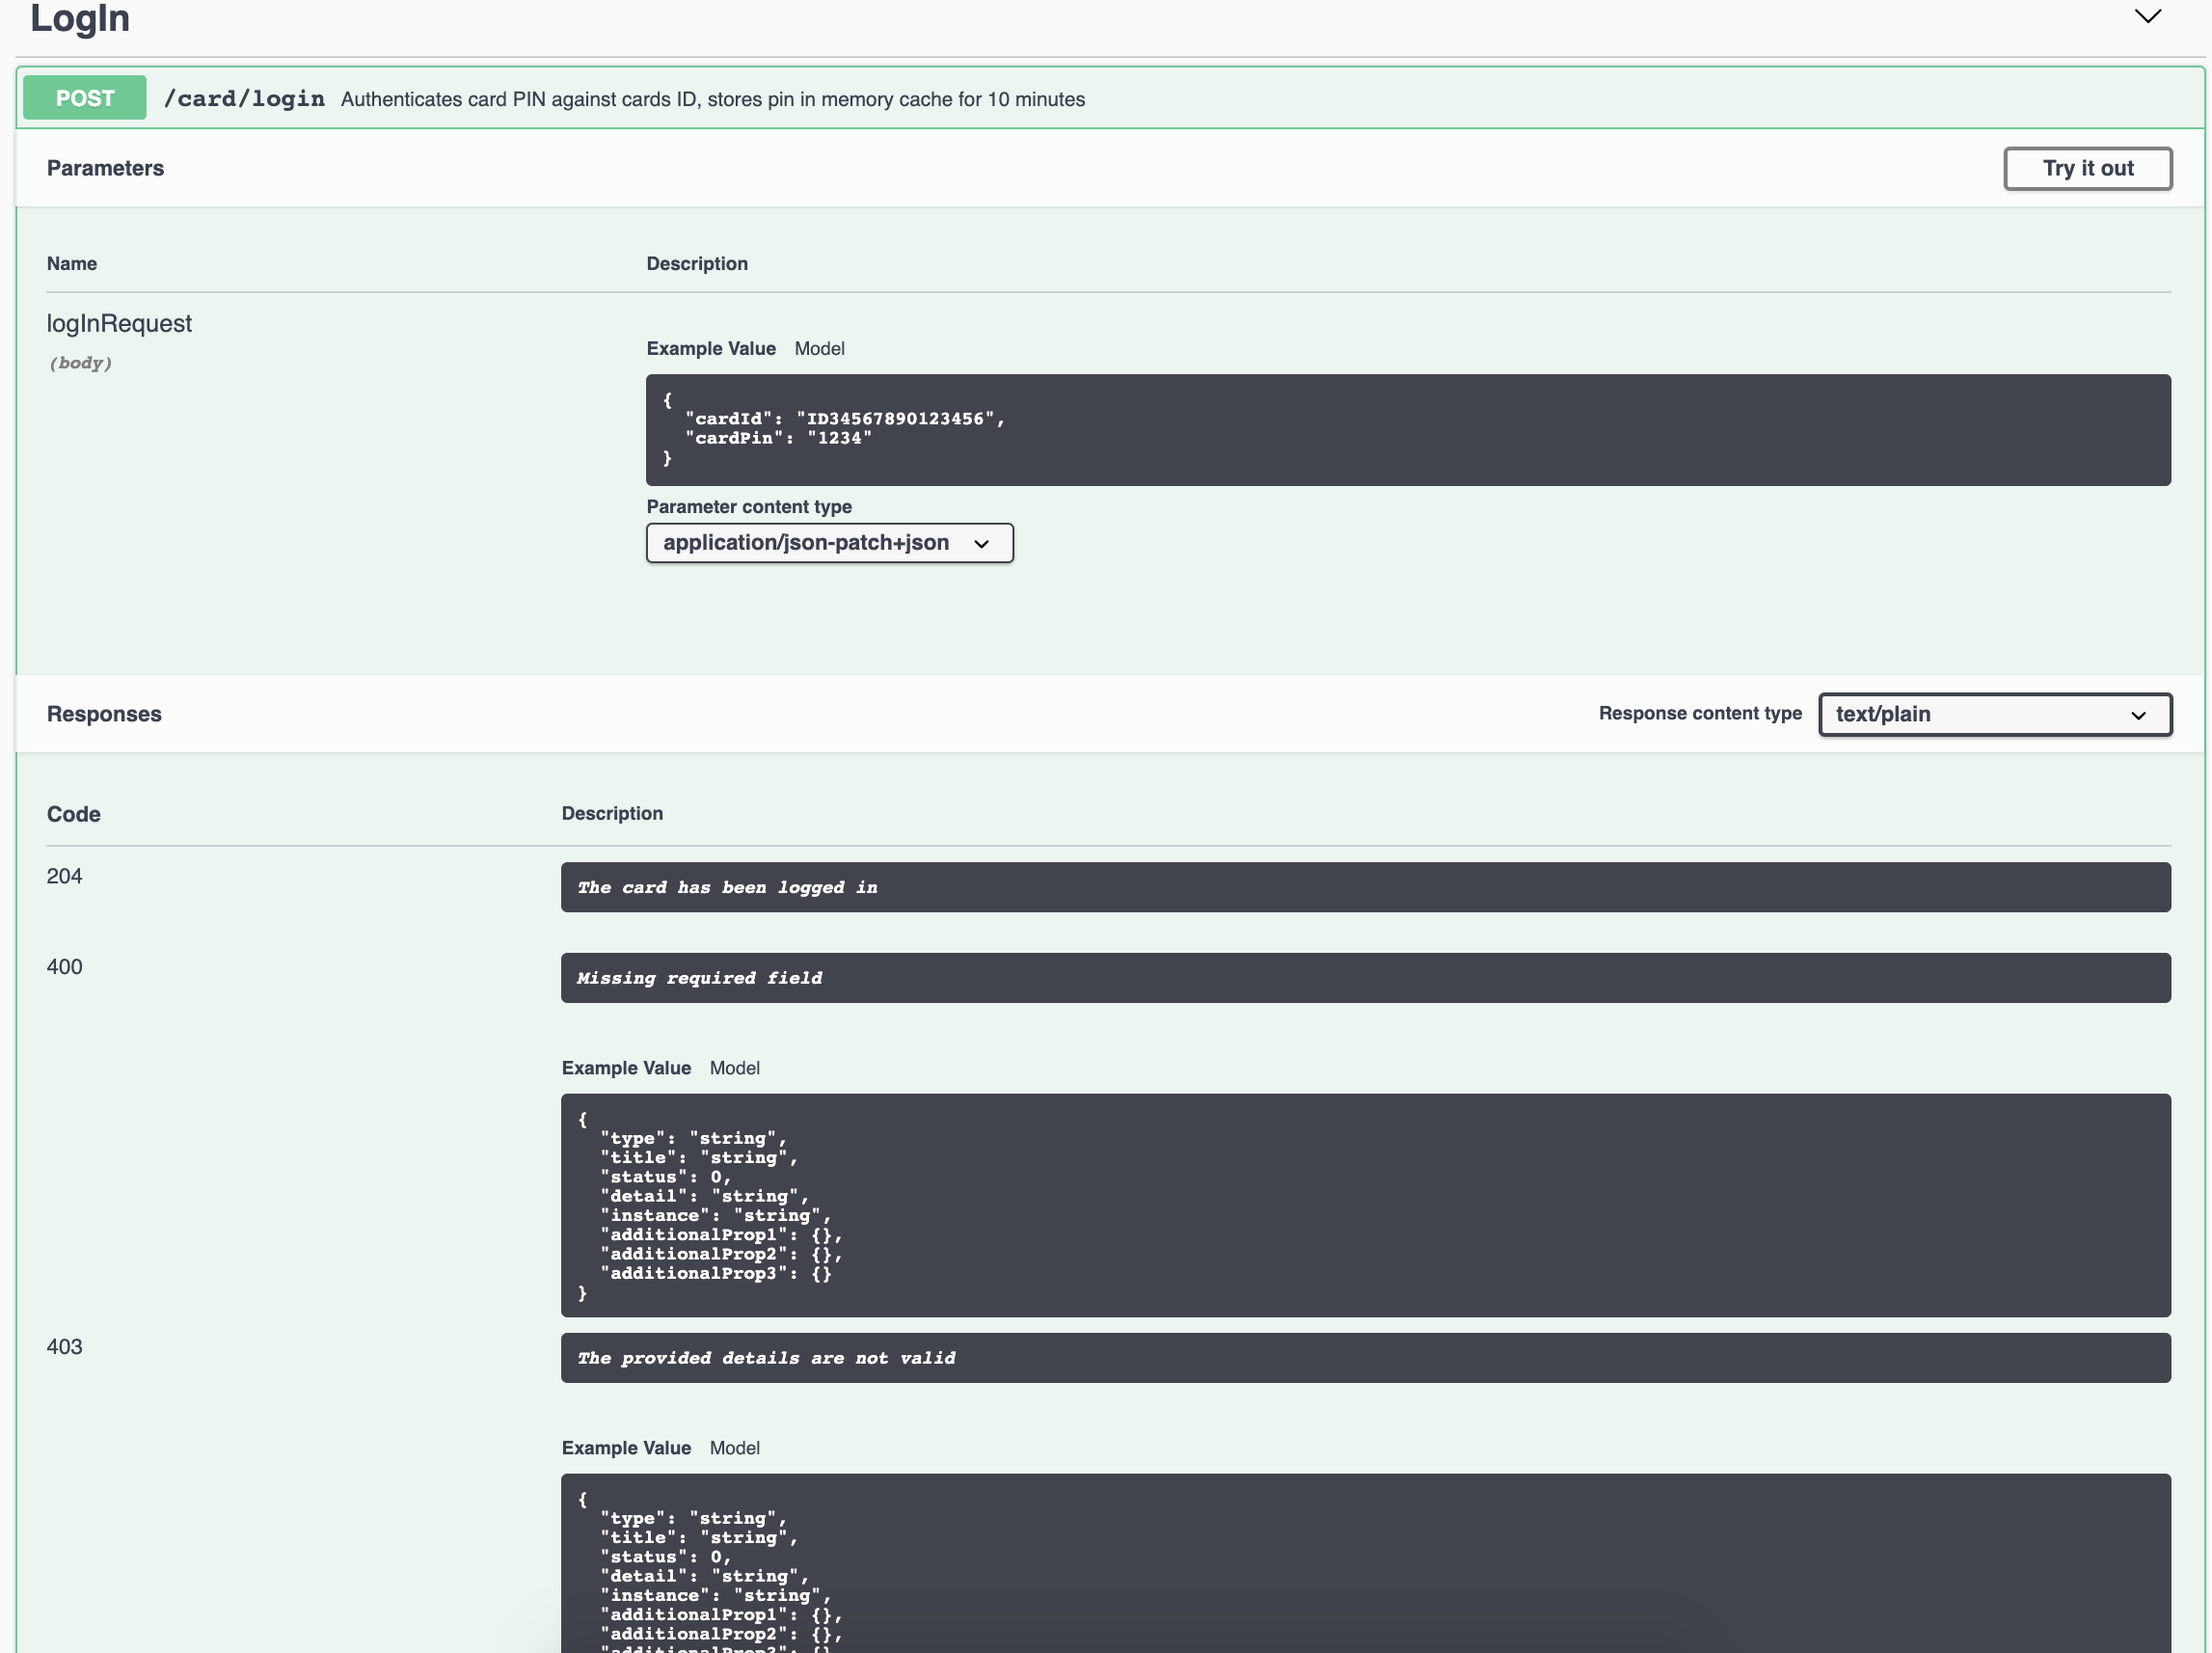 LogIn
POST /card/login Authenticates card PIN against cards ID, stores pin in memory cache for 10 minutes
Parameters Try it out
Name Description
logInRequest
(body)
Example Value Model
{
"cardId": "ID34567890123456",
"cardPin": "1234"
}
Parameter content type
application/json-patch+json
Responses Response content type text/plain
Code Description
204 The card has been logged in
400 Missing required field
Example Value Model
{
"type": "string",
"title": "string",
"status": 0,
"detail": "string",
"instance": "string",
"additionalProp1": {},
"additionalProp2": {},
"additionalProp3": {}
}
403 The provided details are not valid
Example Value Model
{
"type": "string",
"title": "string",
"status": 0,
"detail": "string",
"instance": "string",
"additionalProp1": {},
"additionalProp2": {},